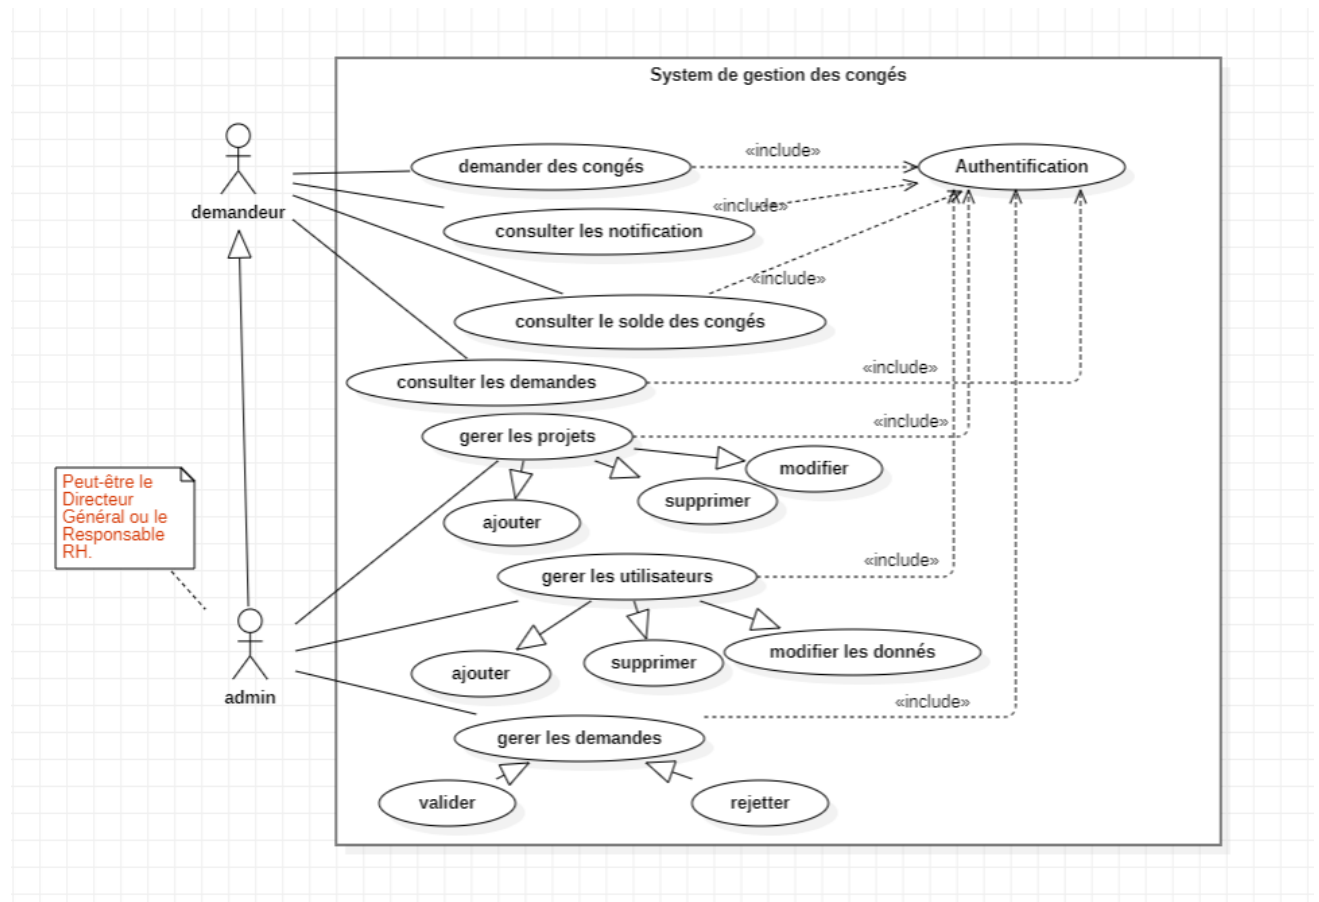 System de gestion des congés
demandeur
demander des congés
«include»
Authentification
consulter les notification
«include»
consulter le solde des congés
«include»
consulter les demandes
«include»
gerer les projets
«include»
modifier
supprimer
ajouter
Peut-être le
Directeur
Général ou le
Responsable
RH.
gerer les utilisateurs
«include»
ajouter
supprimer
modifier les donnés
admin
gerer les demandes
«include»
valider
rejetter